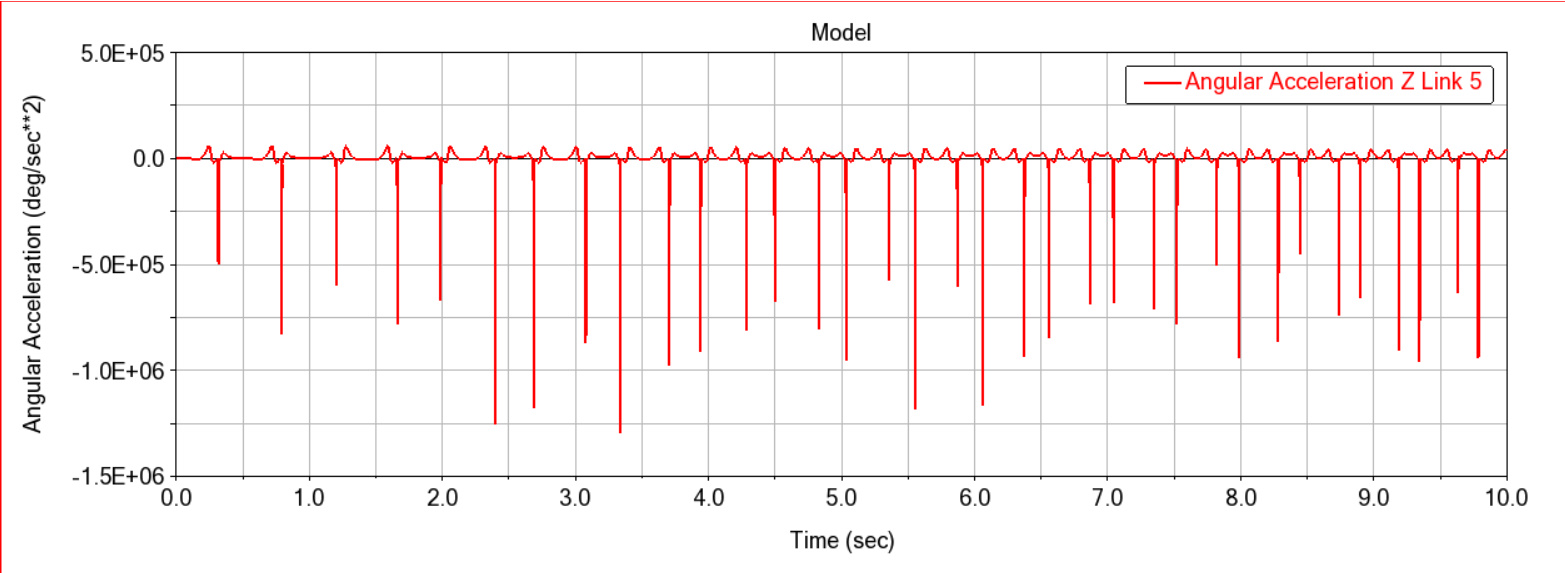 Model
Angular Acceleration Z Link 5
Angular Acceleration (deg/sec**2)
5.0E+05
0.0
-5.0E+05
-1.0E+06
-1.5E+06
0.0 1.0 2.0 3.0 4.0 5.0 6.0 7.0 8.0 9.0 10.0
Time (sec)